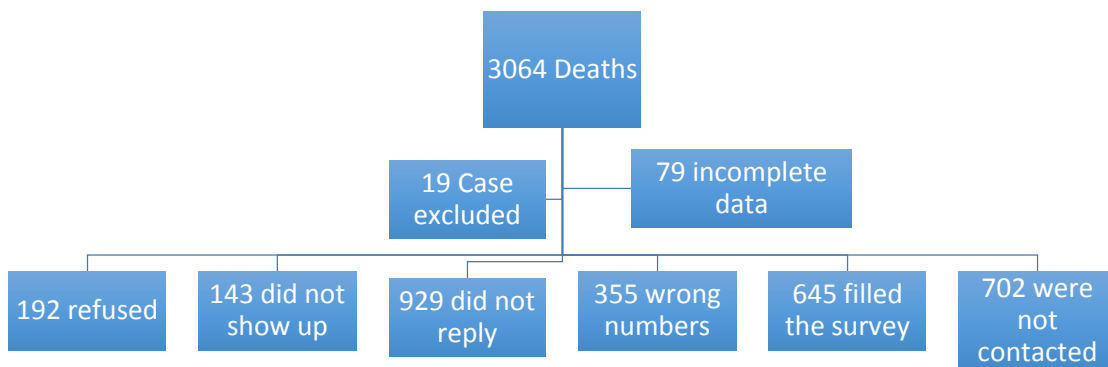 3064 Deaths
19 Case
excluded
79 incomplete
data
192 refused
143 did not
show up
929 did not
reply
355 wrong
numbers
645 filled
the survey
702 were
not
contacted